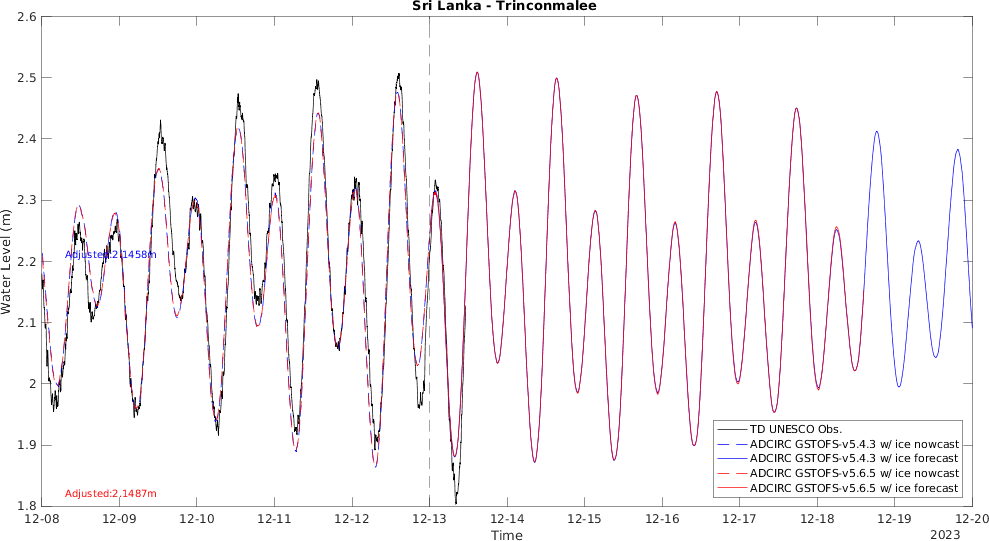 Sri Lanka - Trinconmalee
2.6
2.5
2.4
2.3
2.2
2.1
2
1.9
1.8
Water Level (m)
Adjusted:2.1458m
Adjusted:2.1487m
TD UNESCO Obs.
ADCIRC GSTOFS-v5.4.3 w/ ice nowcast
ADCIRC GSTOFS-v5.4.3 w/ ice forecast
ADCIRC GSTOFS-v5.6.5 w/ ice nowcast
ADCIRC GSTOFS-v5.6.5 w/ ice forecast
12-08 12-09 12-10 12-11 12-12 12-13 12-14 12-15 12-16 12-17 12-18 12-19 12-20
Time
2023